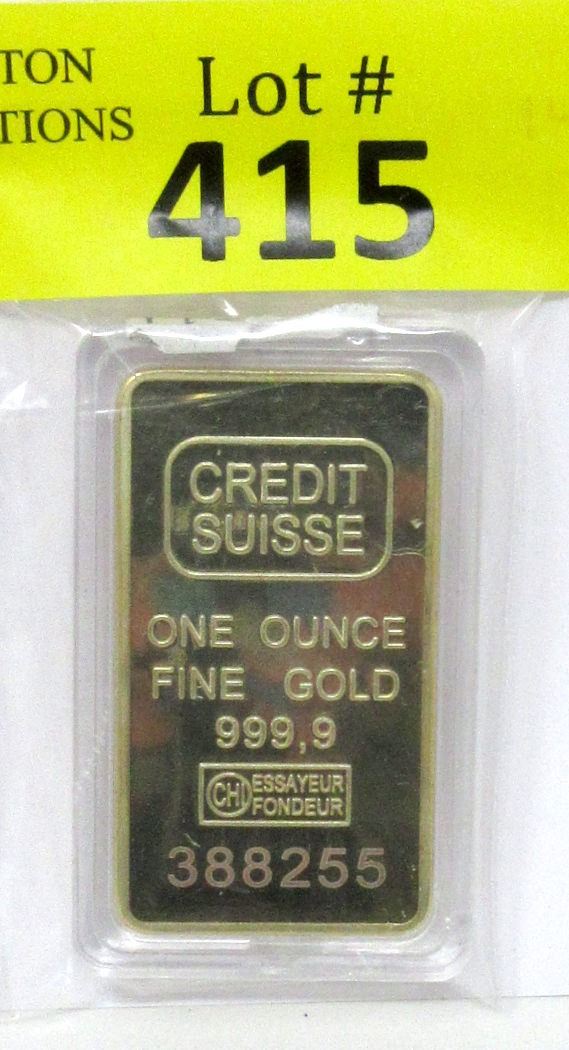 TON
TIONS
Lot #
415
CREDIT
SUISSE
ONE OUNCE
FINE GOLD
999,9
CHI ESSAYEUR
FONDEUR
388255